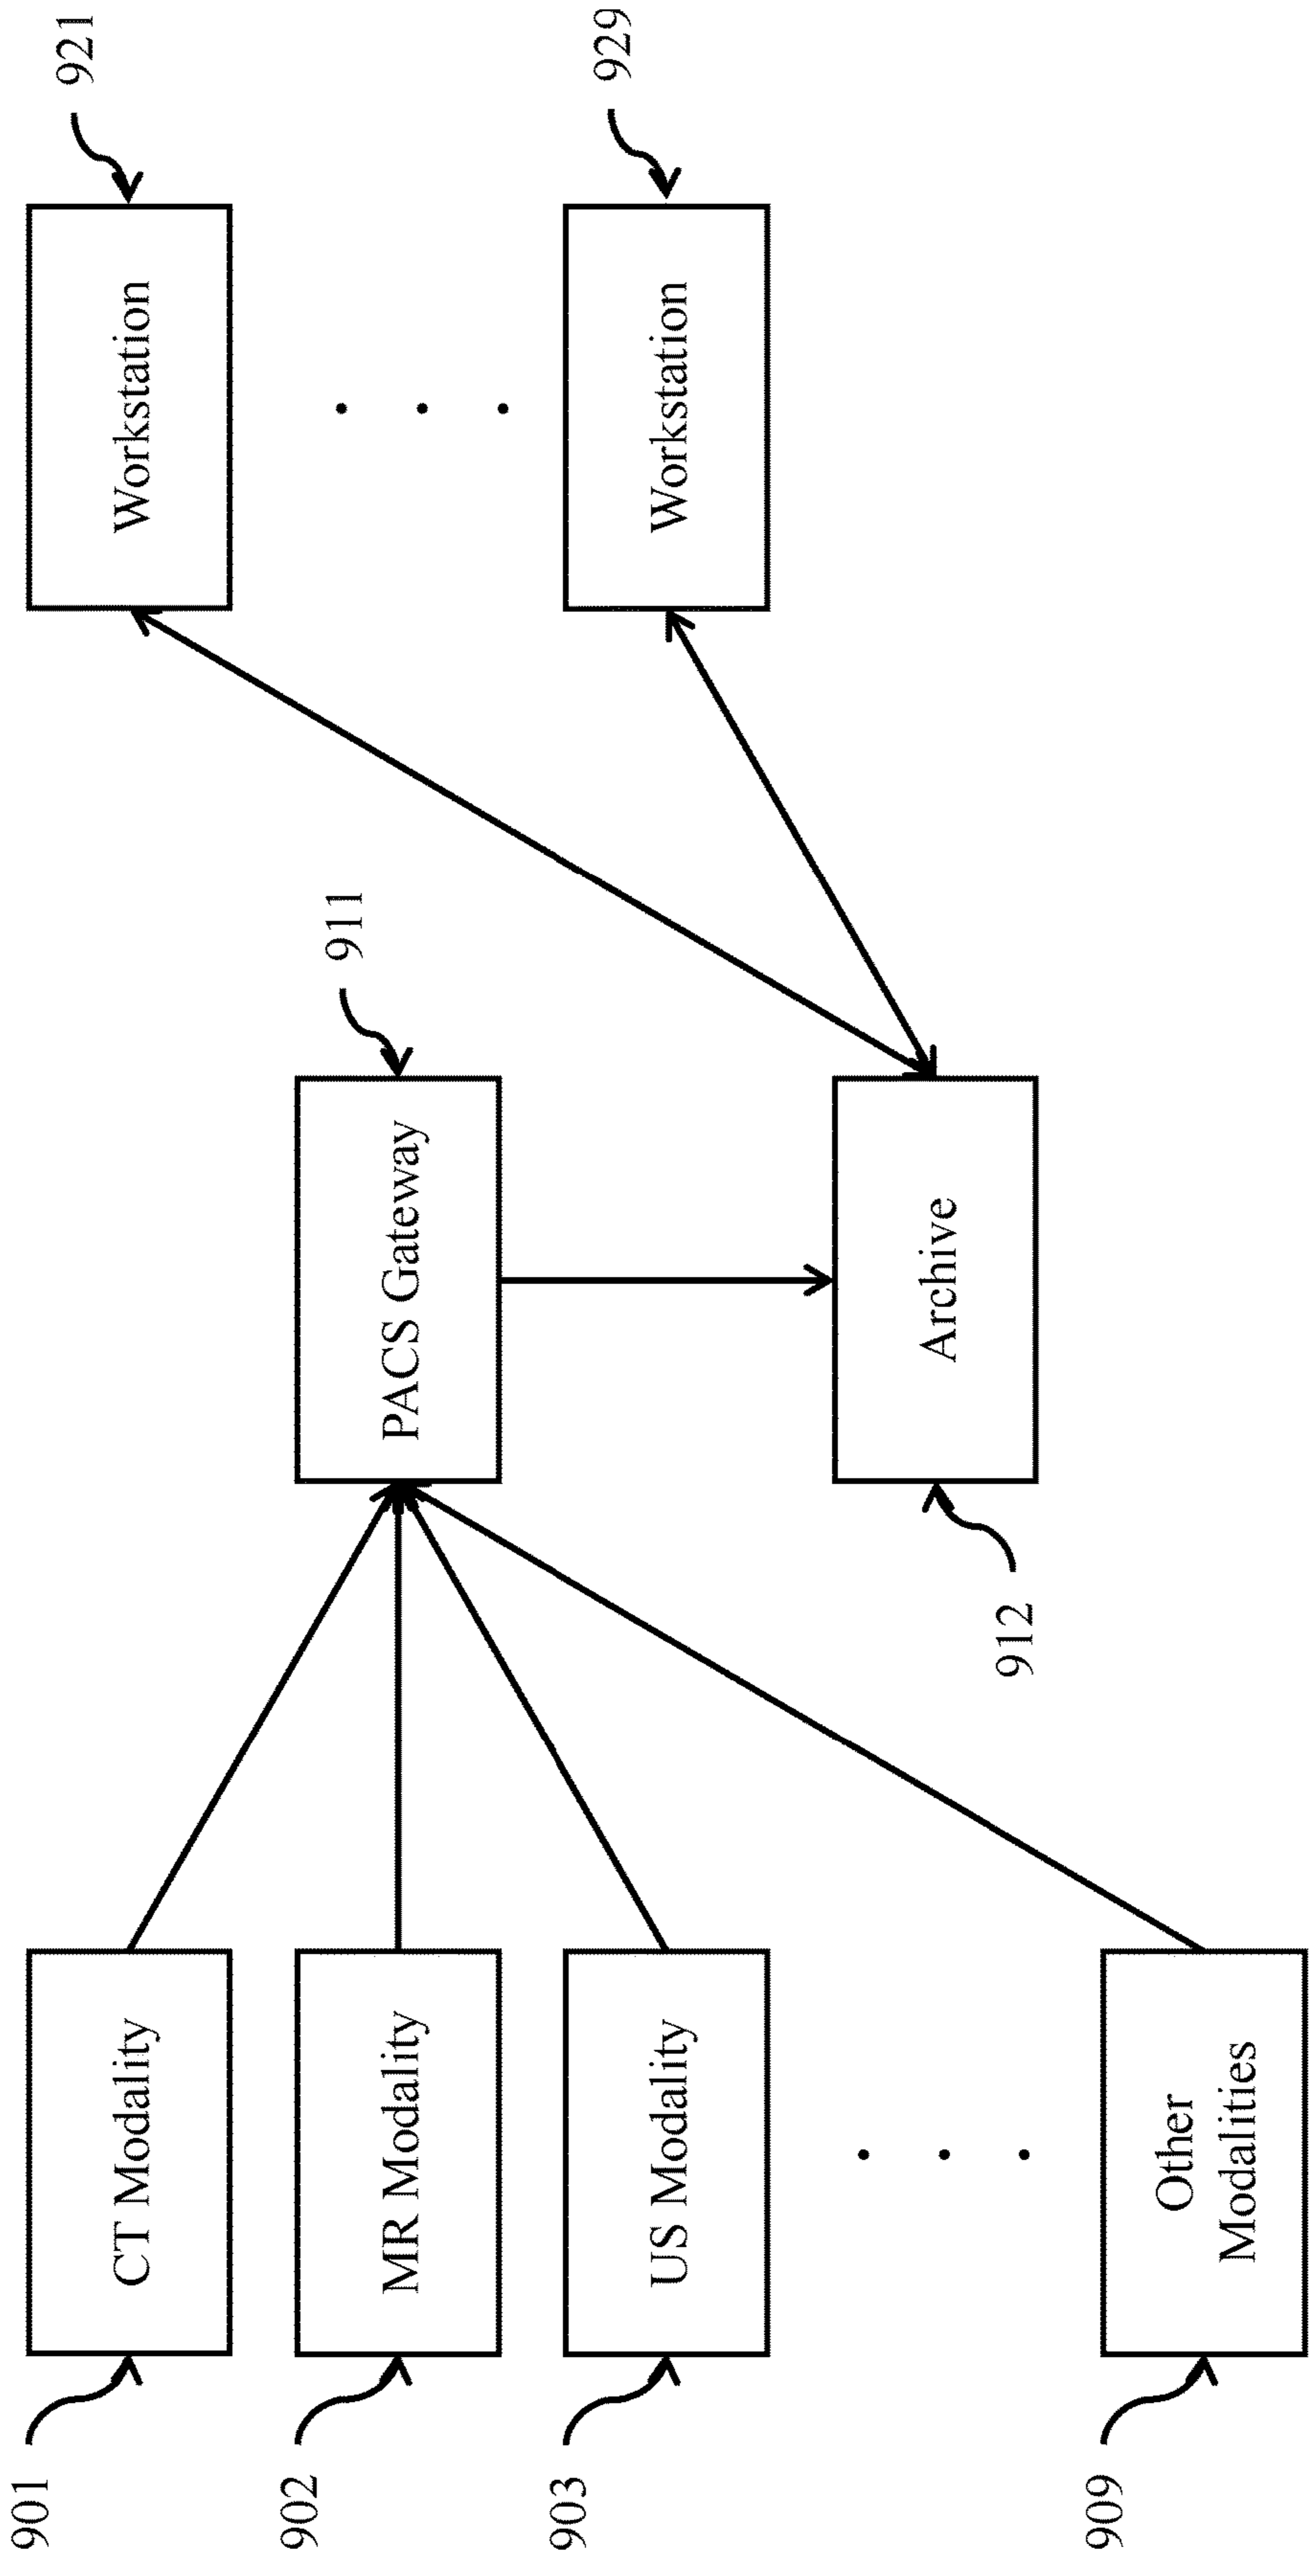 901
CT Modality
902
MR Modality
903
US Modality
909
Other
Modalities
PACS Gateway
911
Archive
912
Workstation
921
Workstation
929